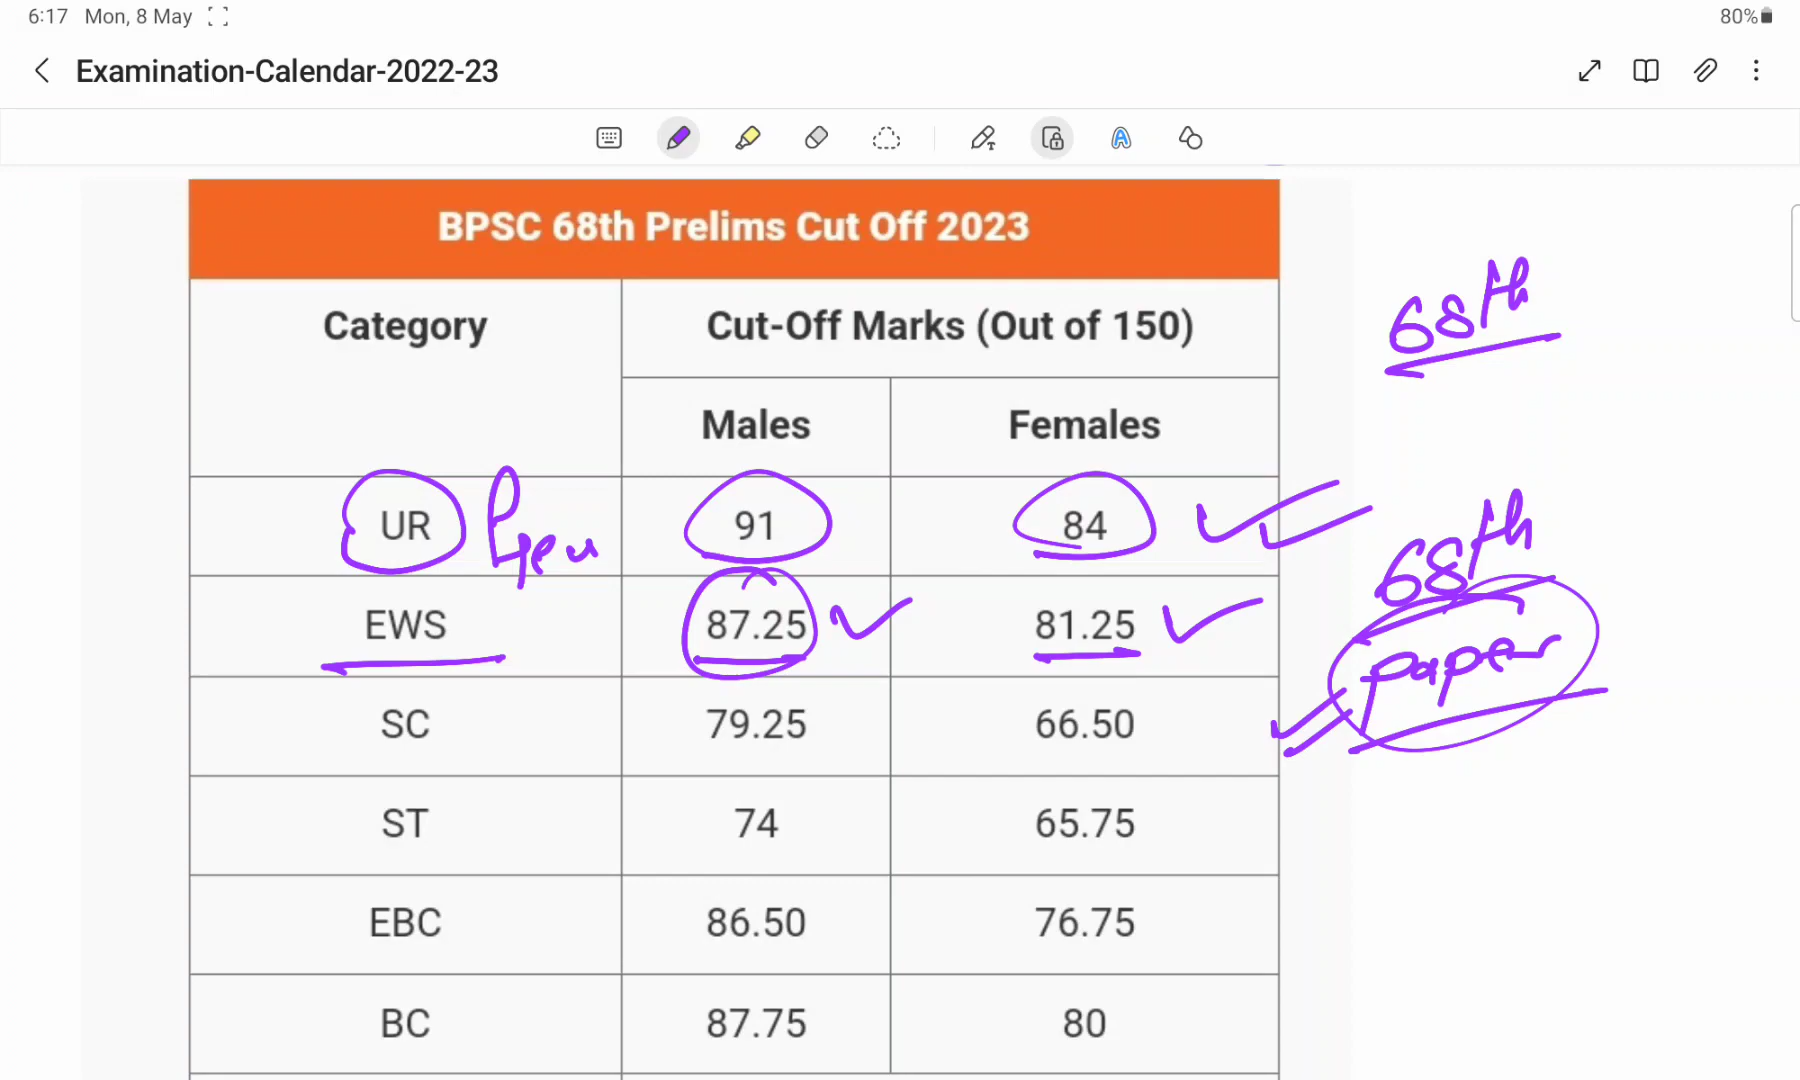 6:17 Mon, 8 May
80%
Examination-Calendar-2022-23
BPSC 68th Prelims Cut Off 2023
Category
Cut-Off Marks (Out of 150)
Males Females
UR 91 84
EWS 87.25 81.25
SC 79.25 66.50
ST 74 65.75
EBC 86.50 76.75
BC 87.75 80
68th
68th
paper